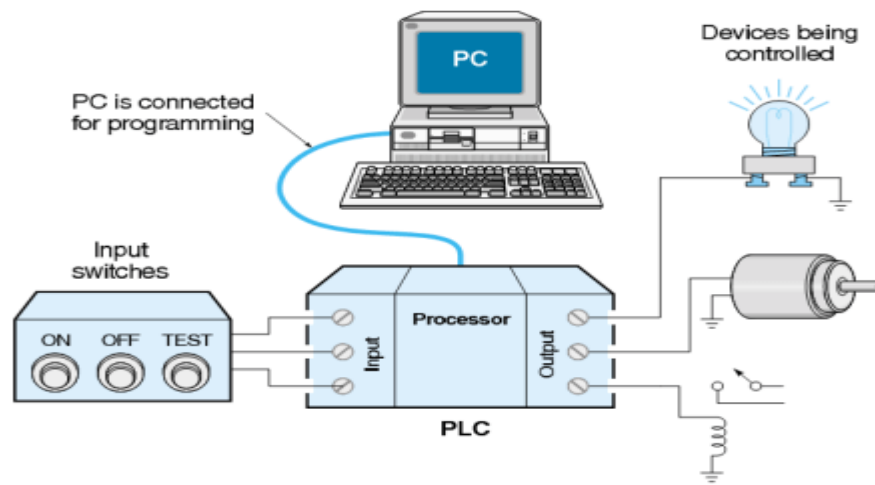 PC
Devices being
controlled
PC is connected
for programming
Input
switches
ON OFF TEST
Input
Processor
Output
PLC